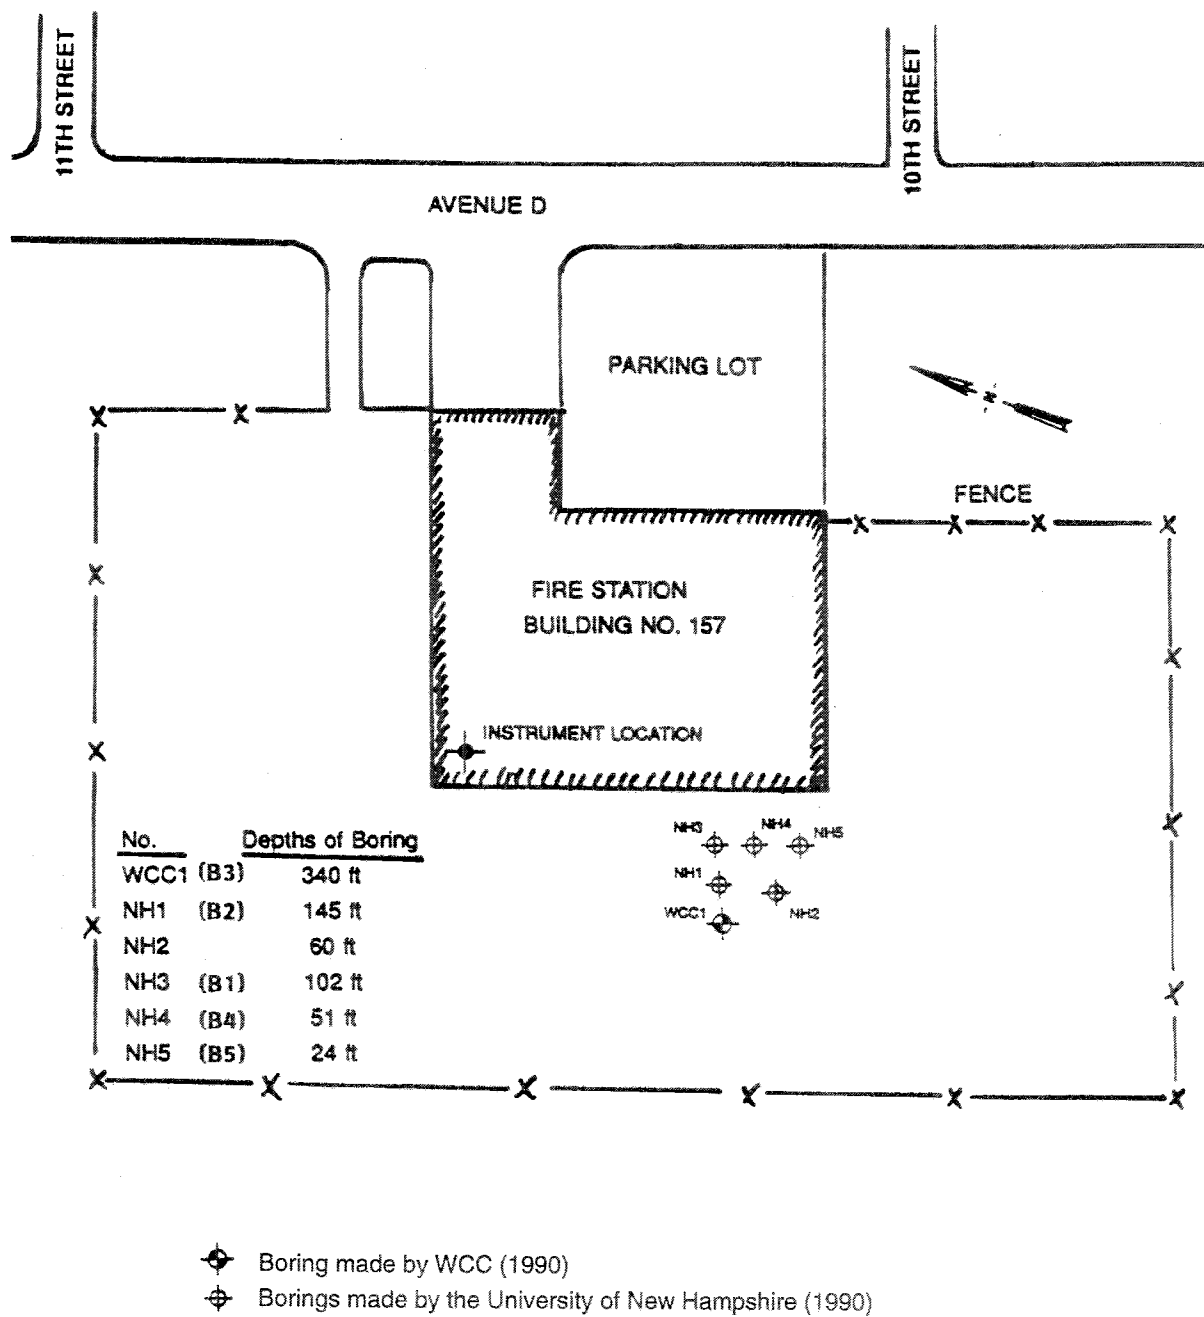 11TH STREET
10TH STREET
AVENUE D
PARKING LOT
N
FENCE
FIRE STATION
BUILDING NO. 157
INSTRUMENT LOCATION
NH3 NH4 NH5
NH1
WCC1 NH2
No. Depths of Boring
WCC1 (B3) 340 ft
NH1 (B2) 145 ft
NH2 60 ft
NH3 (B1) 102 ft
NH4 (B4) 51 ft
NH5 (B5) 24 ft
Boring made by WCC (1990)
Borings made by the University of New Hampshire (1990)